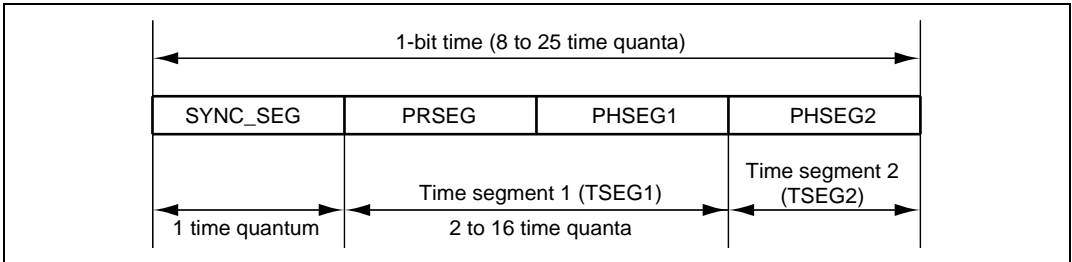 1-bit time (8 to 25 time quanta)
SYNC_SEG PRSEG PHSEG1 PHSEG2
Time segment 1 (TSEG1)
Time segment 2
(TSEG2)
1 time quantum
2 to 16 time quanta